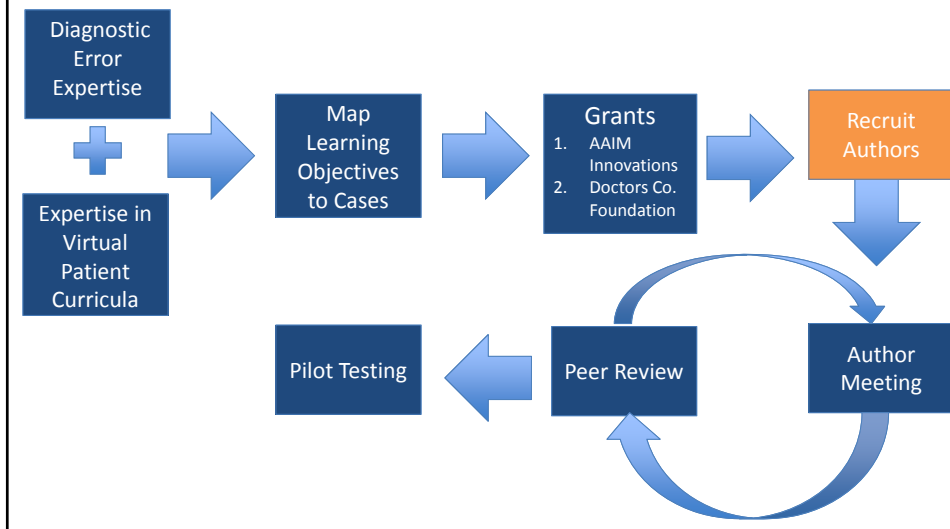 Diagnostic
Error
Expertise
Expertise in
Virtual
Patient
Curricula
Map
Learning
Objectives
to Cases
Grants
1. AAIM
Innovations
2. Doctors Co.
Foundation
Recruit
Authors
Author
Meeting
Peer Review
Pilot Testing